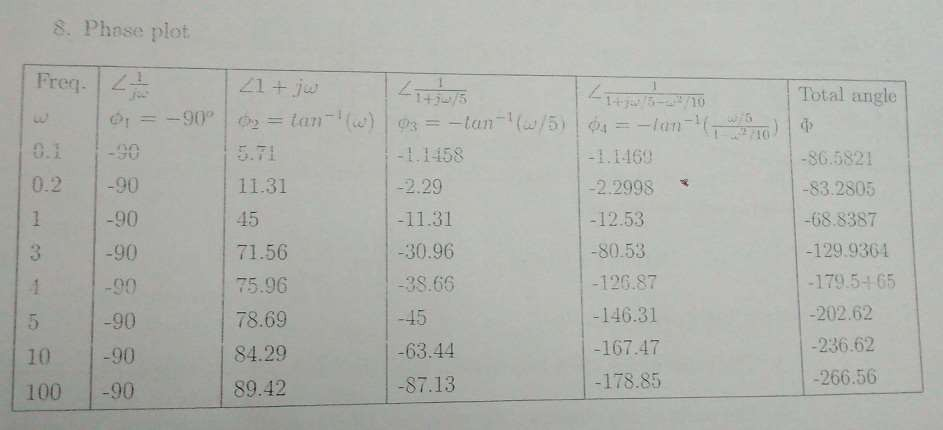 8. Phase plot
Freq. ∠1/jω ∠1 + jω ∠1/(1+jω/5) ∠1/(1+jω/5−ω²/10) Total angle
ω ϕ₁ = −90° ϕ₂ = tan⁻¹(ω) ϕ₃ = −tan⁻¹(ω/5) ϕ₄ = −tan⁻¹((ω/5)/(1−ω²/10)) Φ
0.1 -90 5.71 -1.1458 -1.1469 -86.5821
0.2 -90 11.31 -2.29 -2.2998 -83.2805
1 -90 45 -11.31 -12.53 -68.8387
3 -90 71.56 -30.96 -80.53 -129.9364
4 -90 75.96 -38.66 -126.87 -179.5465
5 -90 78.69 -45 -146.31 -202.62
10 -90 84.29 -63.44 -167.47 -236.62
100 -90 89.42 -87.13 -178.85 -266.56